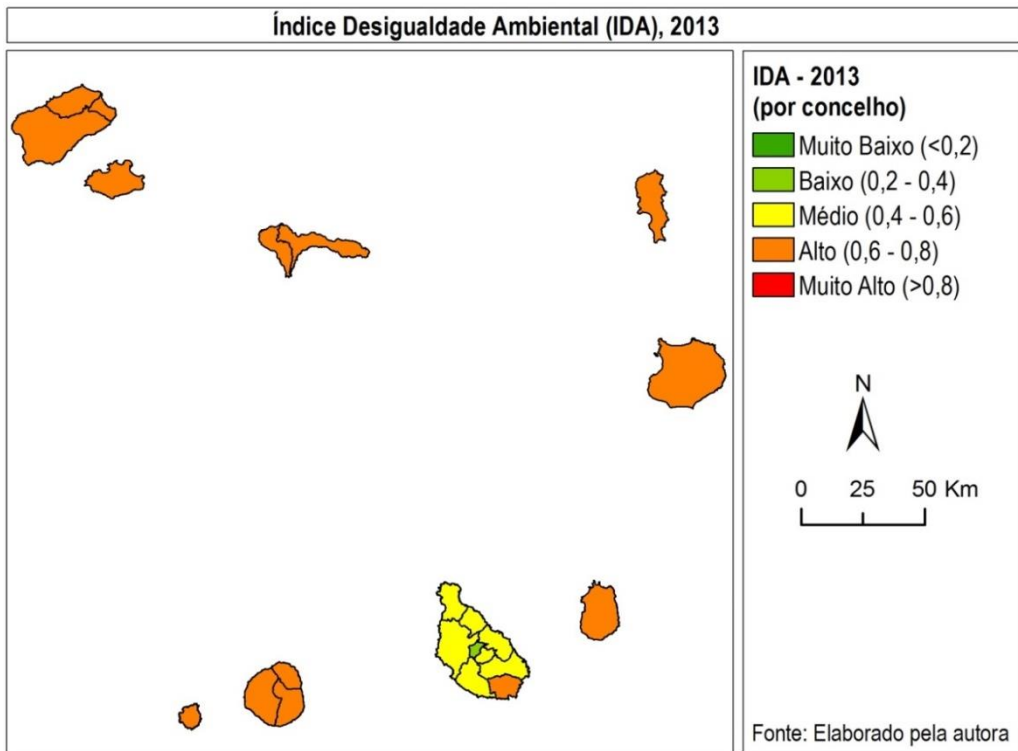 Índice Desigualdade Ambiental (IDA), 2013
IDA - 2013
(por concelho)
Muito Baixo (<0,2)
Baixo (0,2 - 0,4)
Médio (0,4 - 0,6)
Alto (0,6 - 0,8)
Muito Alto (>0,8)
N
0 25 50 Km
Fonte: Elaborado pela autora